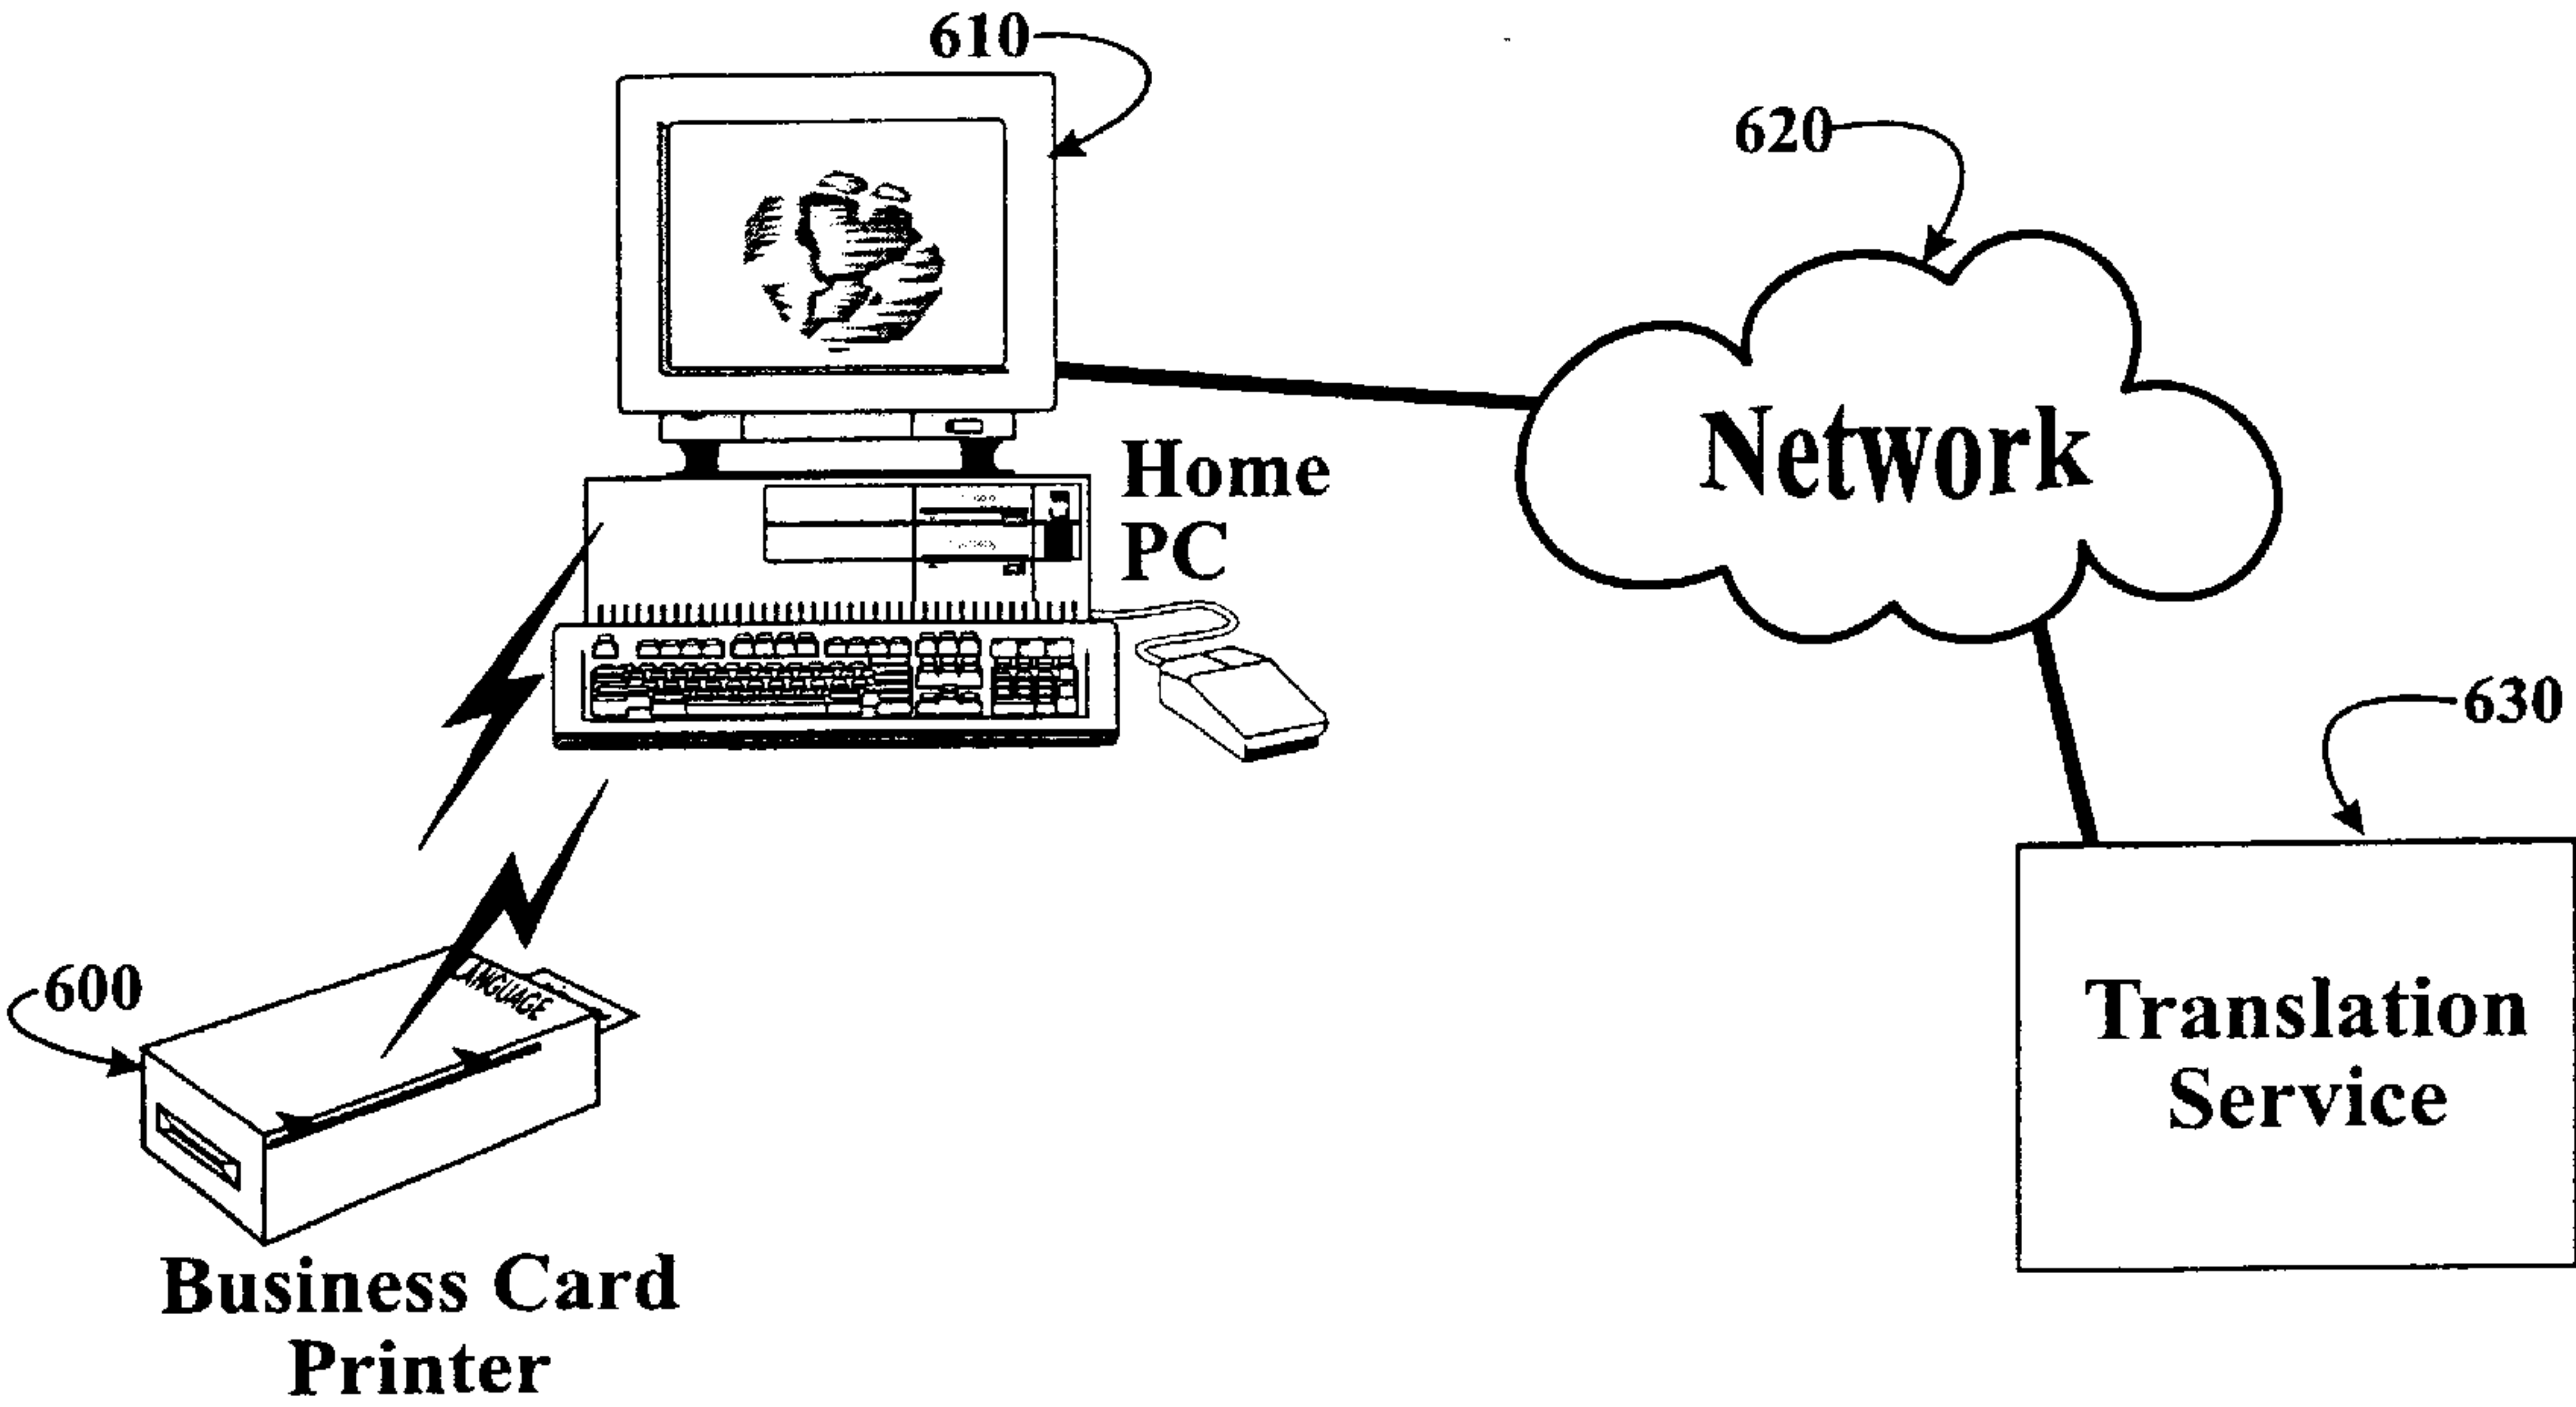 610
620
Network
Home
PC
630
LANGUAGE
600
Translation
Service
Business Card
Printer